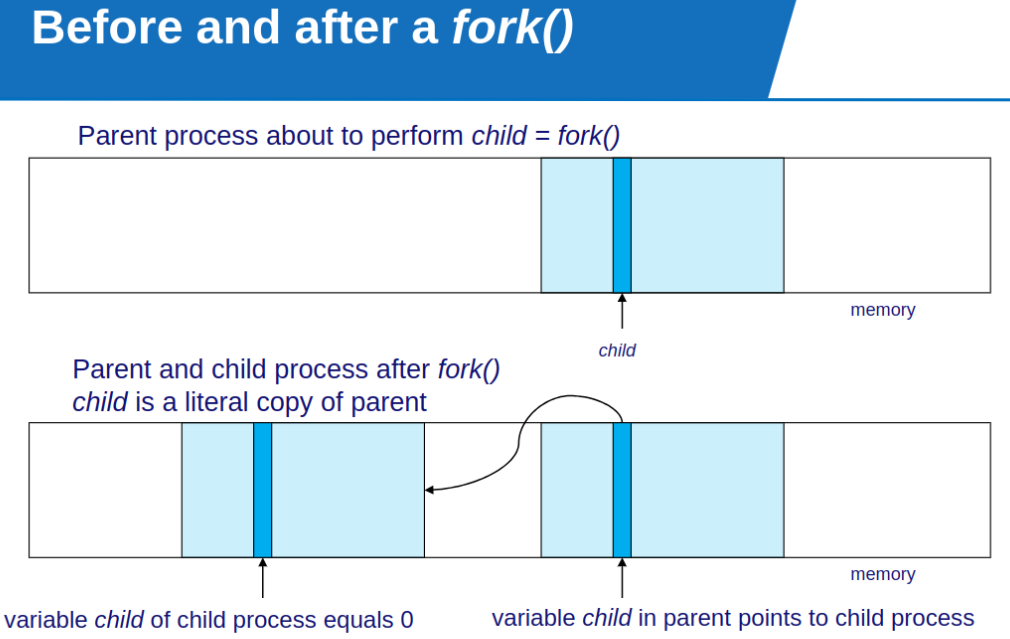 Before and after a fork()
Parent process about to perform child = fork()
memory
child
Parent and child process after fork()
child is a literal copy of parent
memory
variable child of child process equals 0
variable child in parent points to child process